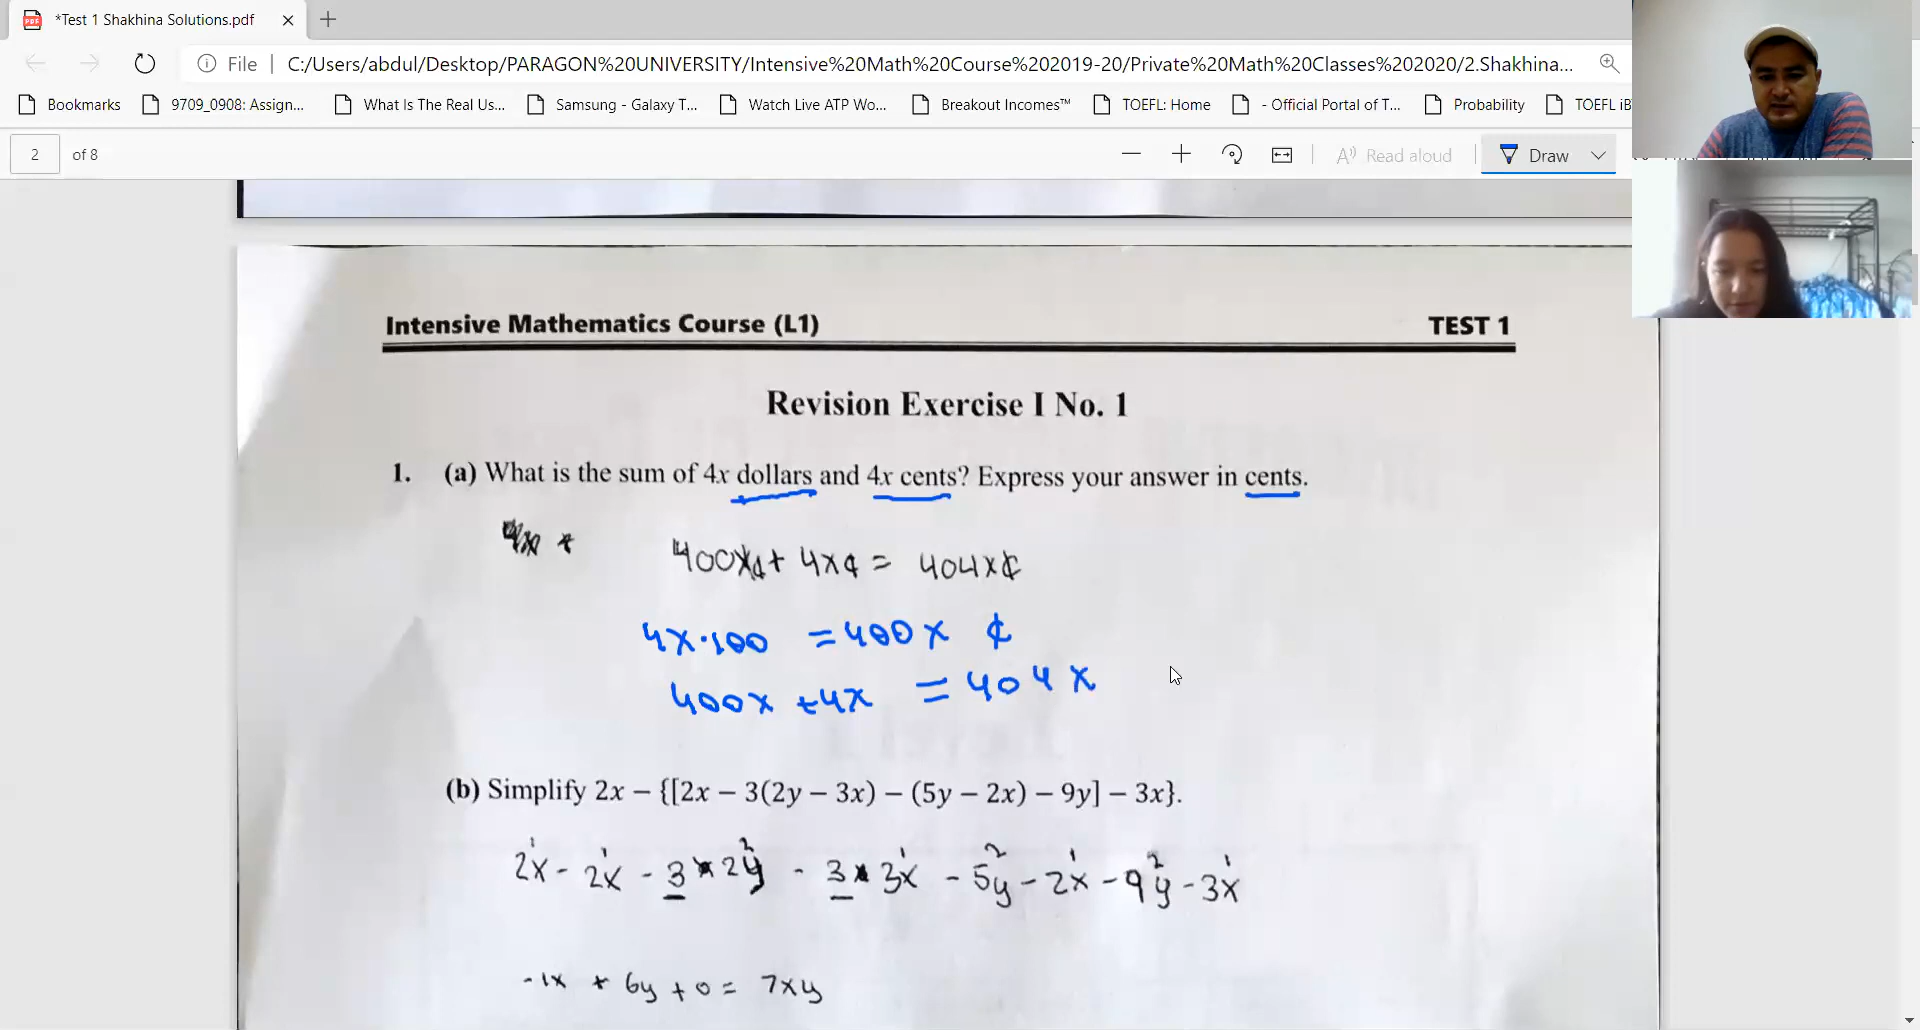 *Test 1 Shakhina Solutions.pdf
File | C:/Users/abdul/Desktop/PARAGON%20UNIVERSITY/Intensive%20Math%20Course%202019-20/Private%20Math%20Classes%202020/2.Shakhina...
Bookmarks 9709_0908: Assign... What Is The Real Us... Samsung - Galaxy T... Watch Live ATP Wo... Breakout Incomes™ TOEFL: Home - Official Portal of T... Probability TOEFL iB
2 of 8 Read aloud Draw
Intensive Mathematics Course (L1) TEST 1
Revision Exercise I No. 1
1. (a) What is the sum of 4x dollars and 4x cents? Express your answer in cents.
400x¢ + 4x¢ = 404x¢
4x·100 = 400x ¢
400x + 4x = 404x
(b) Simplify 2x – {[2x – 3(2y – 3x) – (5y – 2x) – 9y] – 3x}.
2x - 2x - 3 × 2y - 3 × 3x - 5y - 2x - 9y - 3x
-1x + 6y + 0 = 7xy